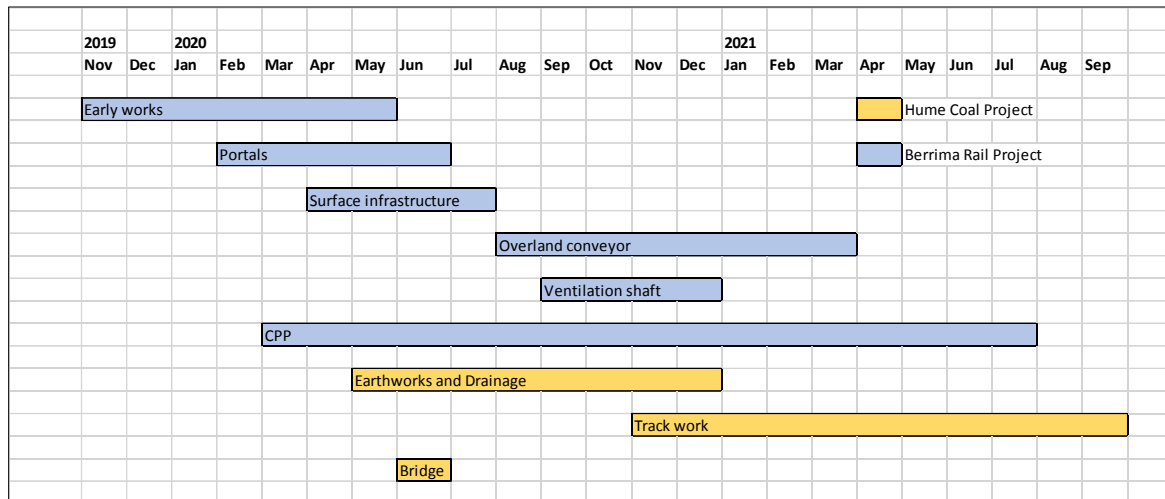 2019 2020 2021
Nov Dec Jan Feb Mar Apr May Jun Jul Aug Sep Oct Nov Dec Jan Feb Mar Apr May Jun Jul Aug Sep
Early works Hume Coal Project
Portals Berrima Rail Project
Surface infrastructure
Overland conveyor
Ventilation shaft
CPP
Earthworks and Drainage
Track work
Bridge